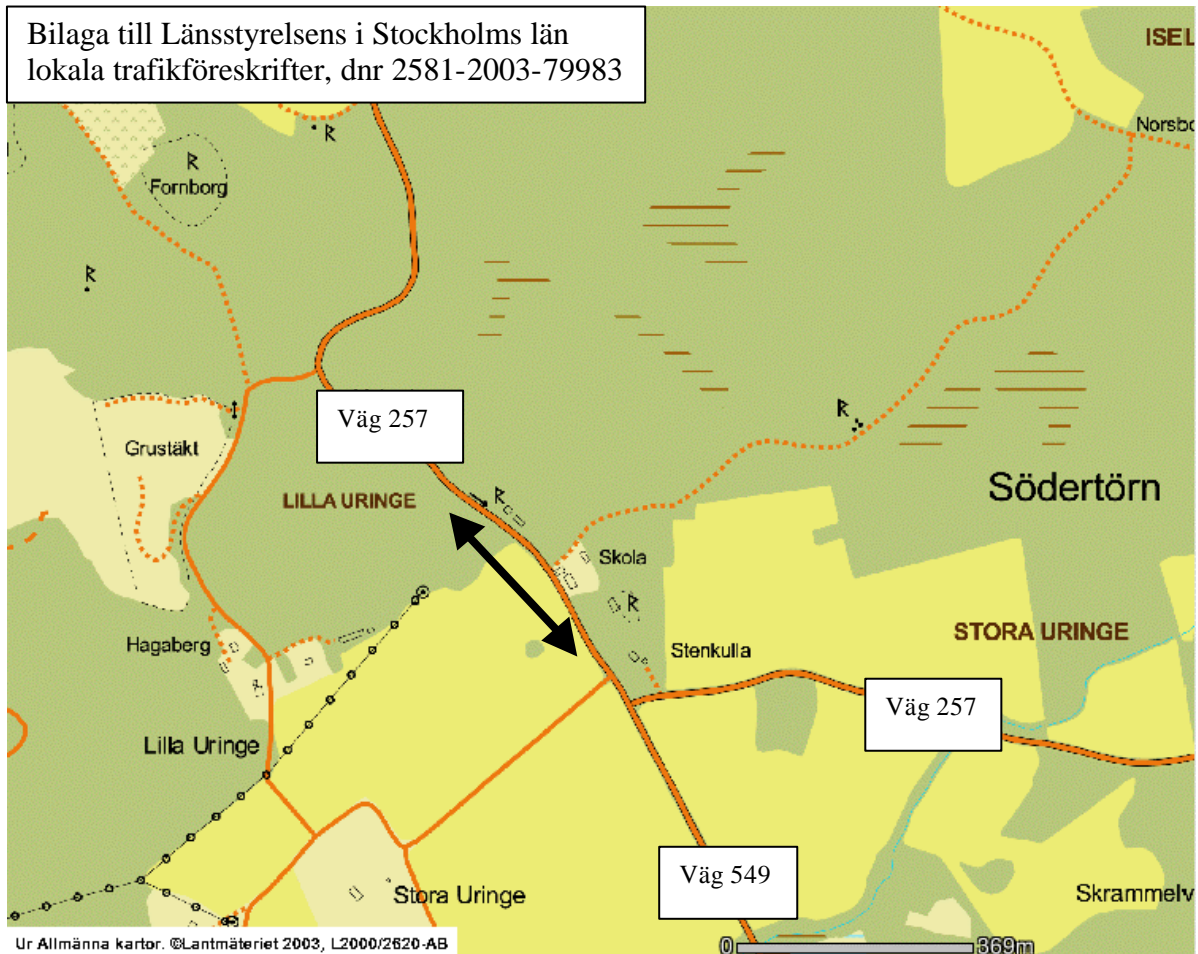 Bilaga till Länsstyrelsens i Stockholms län
lokala trafikföreskrifter, dnr 2581-2003-79983
ISEL
Norsbo
R
R
Fornborg
R
Väg 257
R
Grustäkt
LILLA URINGE
R
Södertörn
Skola
R
Hagaberg
Stenkulla
STORA URINGE
Väg 257
Lilla Uringe
Väg 549
Stora Uringe
Skrammelv
Ur Allmänna kartor. ©Lantmäteriet 2003, L2000/2620-AB
0 369m